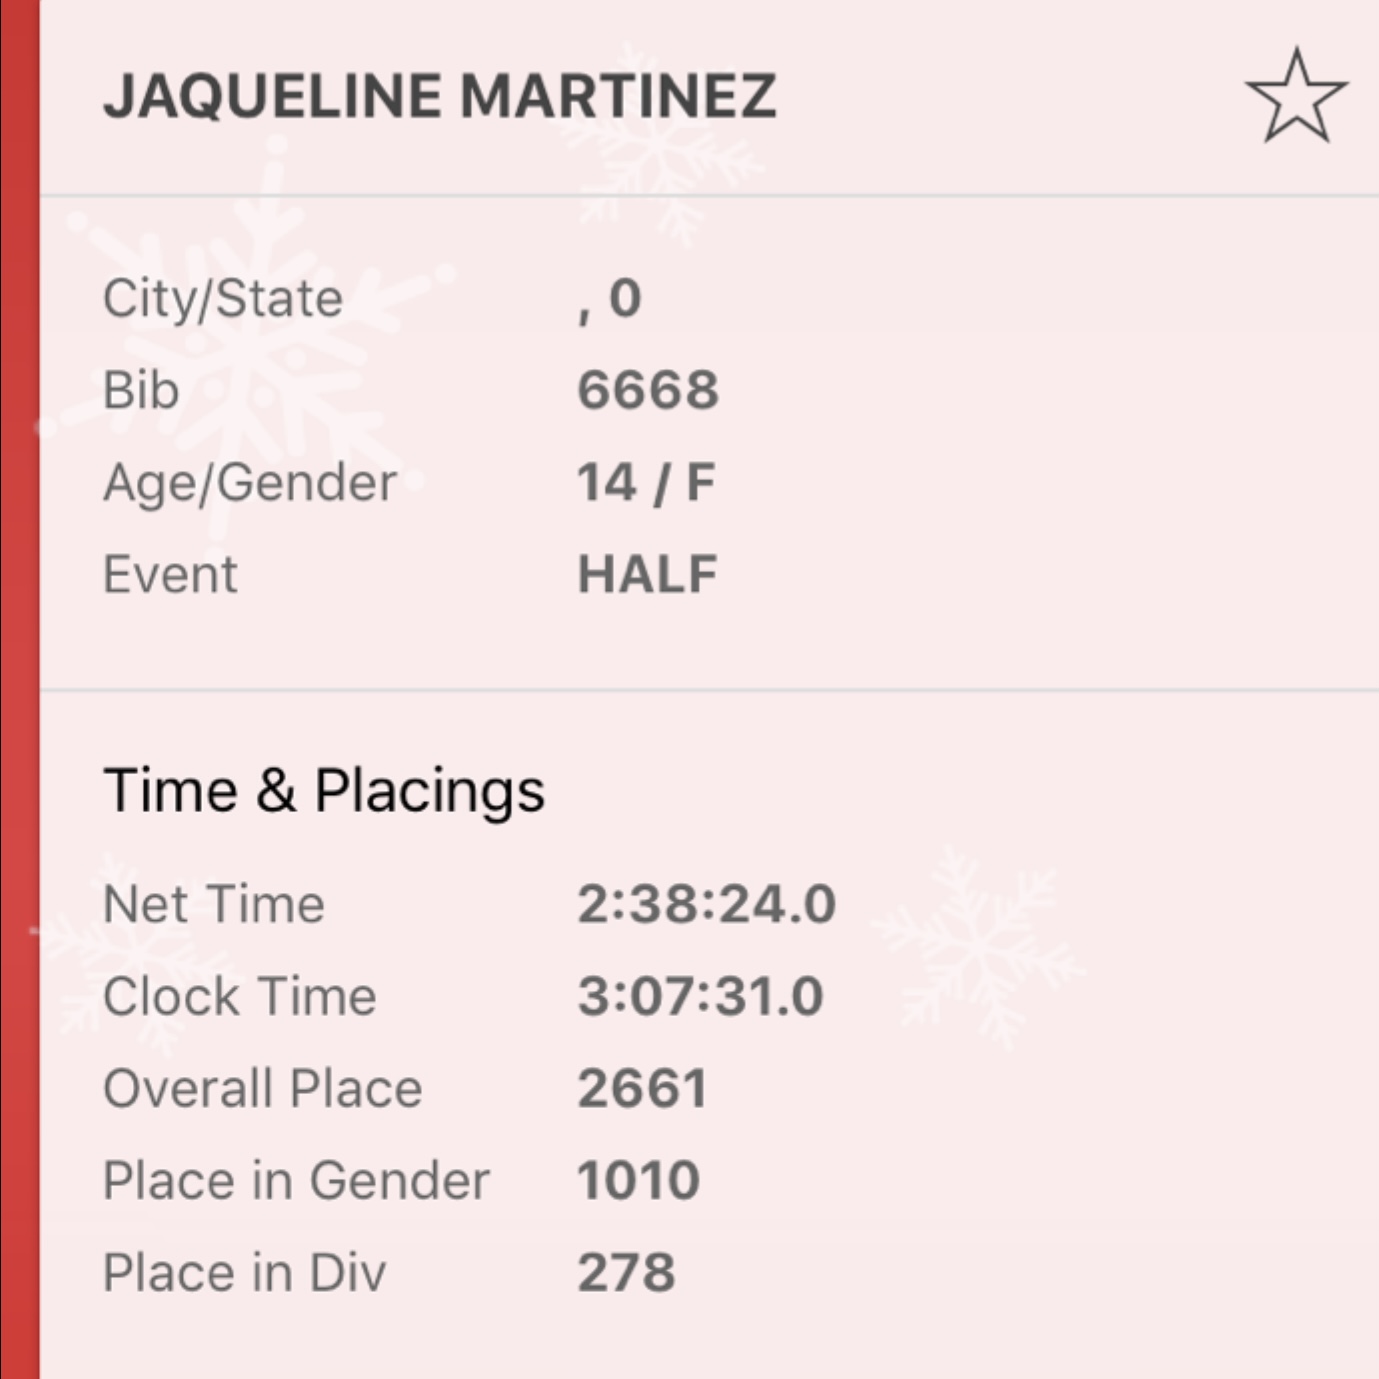 JAQUELINE MARTINEZ
City/State , 0
Bib 6668
Age/Gender 14 / F
Event HALF
Time & Placings
Net Time 2:38:24.0
Clock Time 3:07:31.0
Overall Place 2661
Place in Gender 1010
Place in Div 278